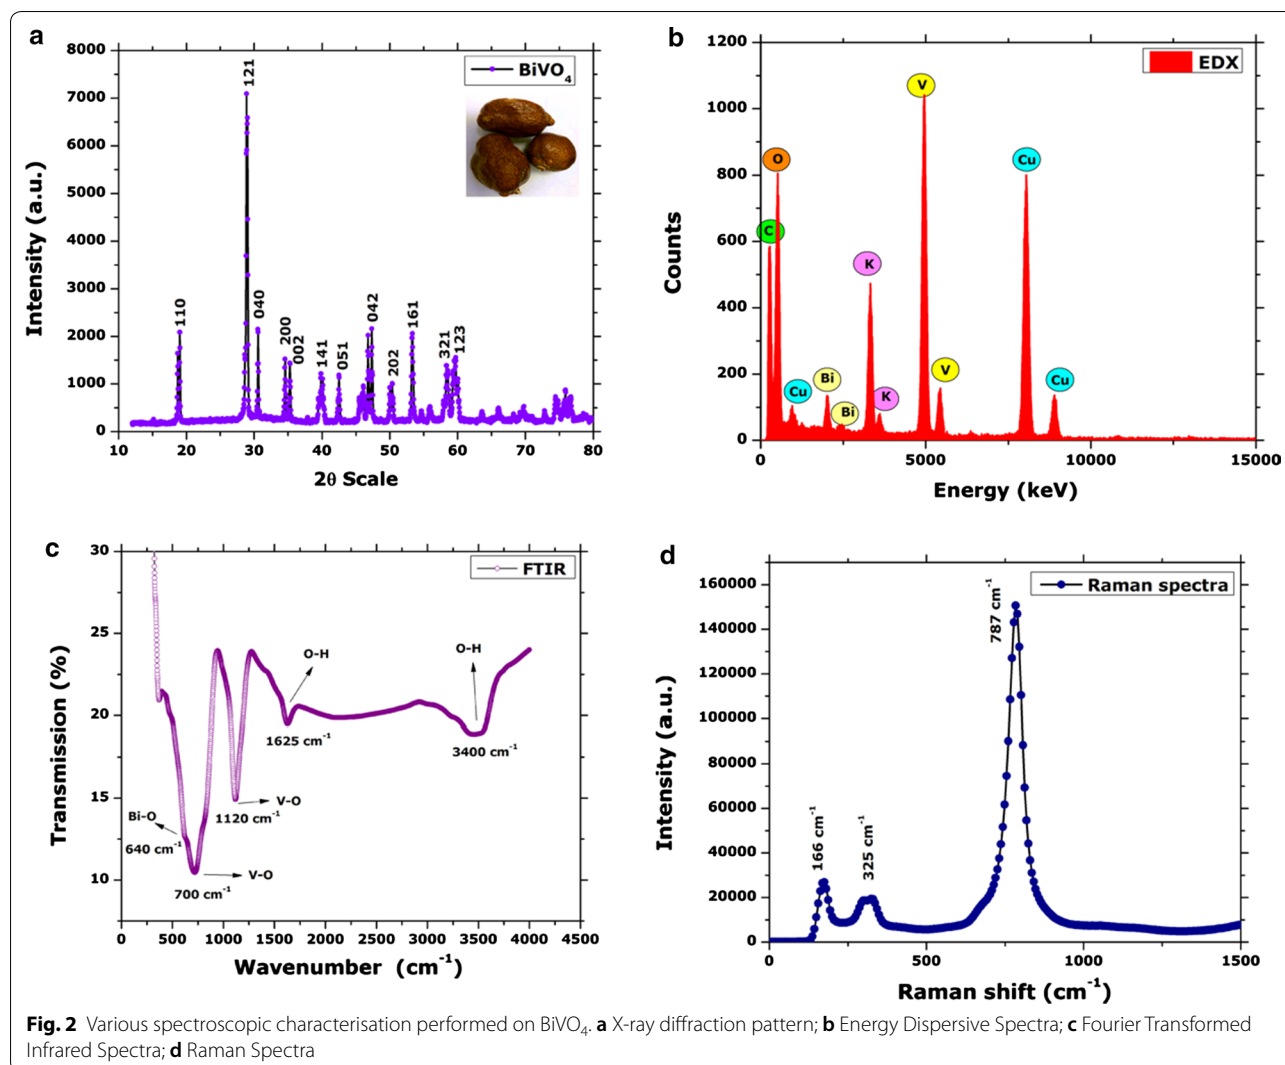 a
BiVO4
8000
7000
6000
5000
4000
3000
2000
1000
0
10 20 30 40 50 60 70 80
Intensity (a.u.)
2θ Scale
110
121
040
200
002
141
051
042
202
161
321
123
b
EDX
1200
1000
800
600
400
200
0
0 5000 10000 15000
Counts
Energy (keV)
C
O
Cu
Bi
Bi
K
K
V
V
Cu
Cu
c
FTIR
30
25
20
15
10
0 500 1000 1500 2000 2500 3000 3500 4000 4500
Transmission (%)
Wavenumber (cm-1)
Bi-O
640 cm-1
700 cm-1
V-O
1120 cm-1
V-O
O-H
1625 cm-1
O-H
3400 cm-1
d
Raman spectra
160000
140000
120000
100000
80000
60000
40000
20000
0
0 500 1000 1500
Intensity (a.u.)
Raman shift (cm-1)
166 cm-1
325 cm-1
787 cm-1
Fig. 2 Various spectroscopic characterisation performed on BiVO4. a X-ray diffraction pattern; b Energy Dispersive Spectra; c Fourier Transformed
Infrared Spectra; d Raman Spectra